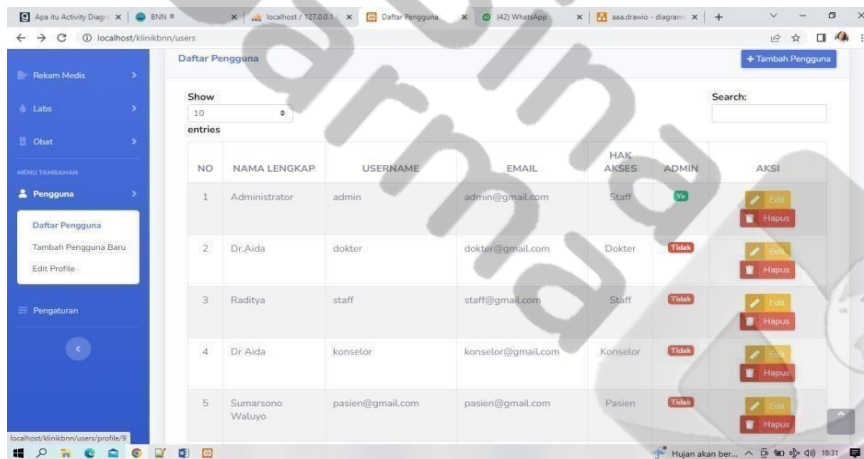 Apa itu Activity Diagr
BNN
localhost / 127.0.0.1
Daftar Pengguna
(42) WhatsApp
aaa.drawio - diagram
localhost/klinikbnn/users
Rekam Medis
Labs
Obat
MENU TAMBAHAN
Pengguna
Daftar Pengguna
Tambah Pengguna Baru
Edit Profile
Pengaturan
Daftar Pengguna
+ Tambah Pengguna
Show
10
entries
Search:
NO NAMA LENGKAP USERNAME EMAIL HAK AKSES ADMIN AKSI
1 Administrator admin admin@gmail.com Staff Ya Edit
Hapus
2 Dr.Aida dokter dokter@gmail.com Dokter Tidak Edit
Hapus
3 Raditya staff staff@gmail.com Staff Tidak Edit
Hapus
4 Dr Aida konselor konselor@gmail.com Konselor Tidak Edit
Hapus
5 Sumarsono Waluyo pasien@gmail.com pasien@gmail.com Pasien Tidak Edit
Hapus
localhost/klinikbnn/users/profile/9
Hujan akan ber...
18:31